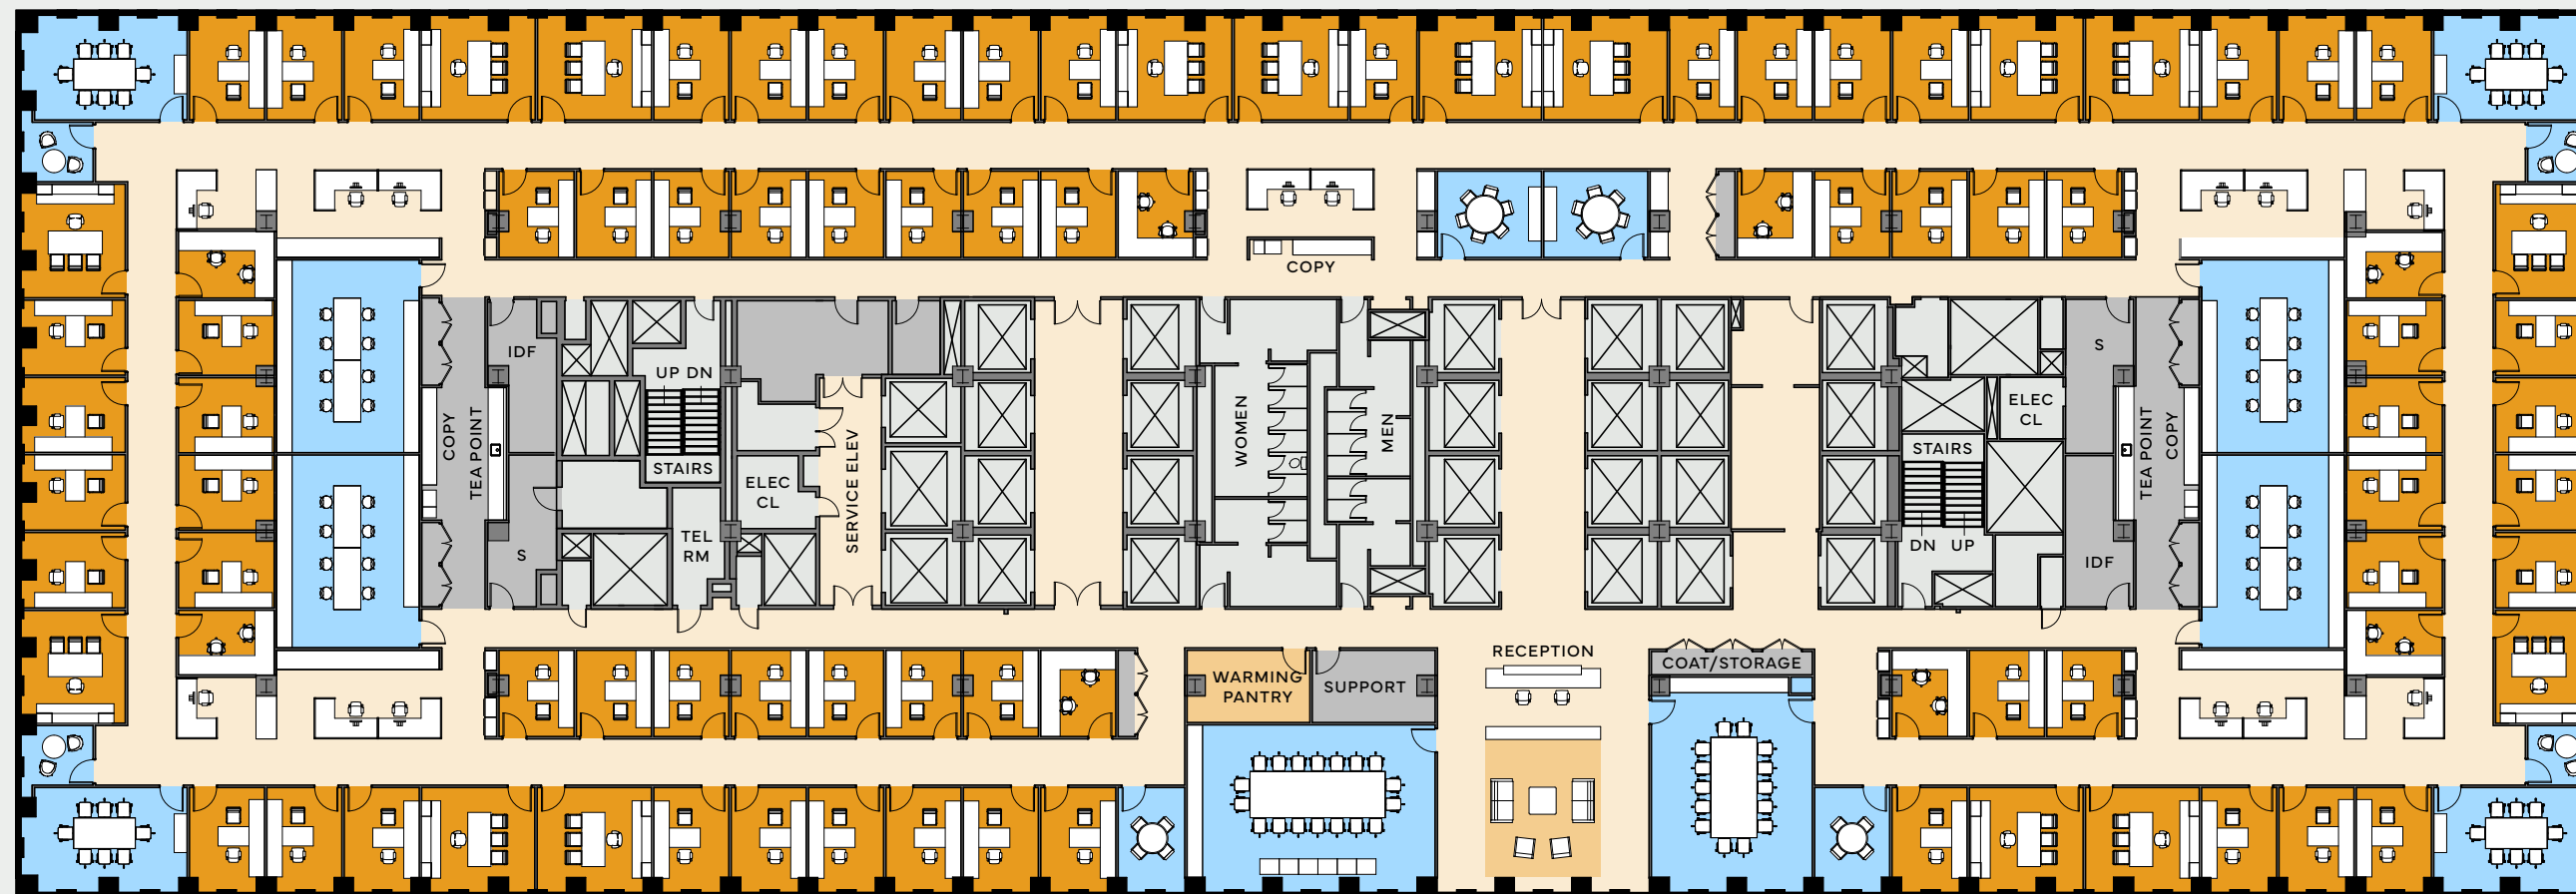 COPY
IDF
UP DN
S
ELEC
CL
COPY
TEA POINT
STAIRS
ELEC
CL
SERVICE ELEV
WOMEN
MEN
STAIRS
TEA POINT
COPY
TEL
RM
S
DN UP
IDF
RECEPTION
WARMING
PANTRY
SUPPORT
COAT/STORAGE